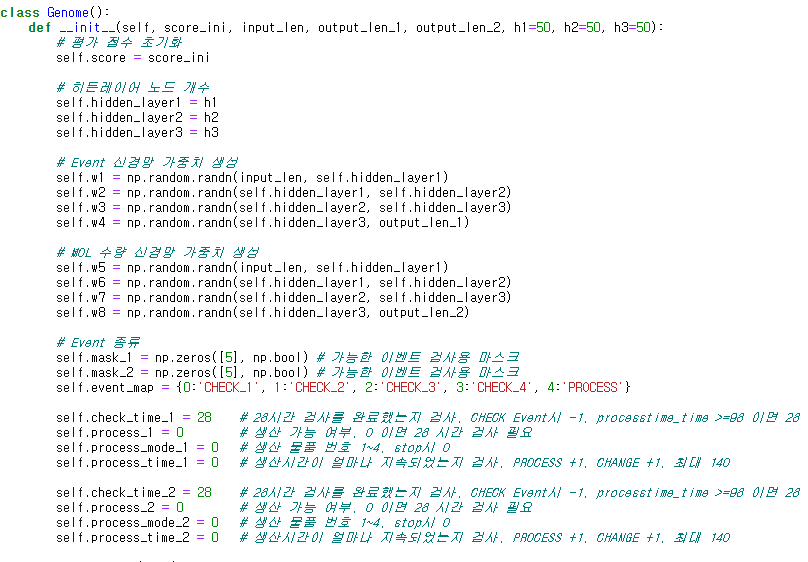 class Genome():
    def __init__(self, score_ini, input_len, output_len_1, output_len_2, h1=50, h2=50, h3=50):
        # 평가 점수 초기화
        self.score = score_ini

        # 히든레이어 노드 개수
        self.hidden_layer1 = h1
        self.hidden_layer2 = h2
        self.hidden_layer3 = h3

        # Event 신경망 가중치 생성
        self.w1 = np.random.randn(input_len, self.hidden_layer1)
        self.w2 = np.random.randn(self.hidden_layer1, self.hidden_layer2)
        self.w3 = np.random.randn(self.hidden_layer2, self.hidden_layer3)
        self.w4 = np.random.randn(self.hidden_layer3, output_len_1)

        # MOL 수량 신경망 가중치 생성
        self.w5 = np.random.randn(input_len, self.hidden_layer1)
        self.w6 = np.random.randn(self.hidden_layer1, self.hidden_layer2)
        self.w7 = np.random.randn(self.hidden_layer2, self.hidden_layer3)
        self.w8 = np.random.randn(self.hidden_layer3, output_len_2)

        # Event 종류
        self.mask_1 = np.zeros([5], np.bool) # 가능한 이벤트 검사용 마스크
        self.mask_2 = np.zeros([5], np.bool) # 가능한 이벤트 검사용 마스크
        self.event_map = {0:'CHECK_1', 1:'CHECK_2', 2:'CHECK_3', 3:'CHECK_4', 4:'PROCESS'}

        self.check_time_1 = 28    # 28시간 검사를 완료했는지 검사, CHECK Event시 -1, processtime_time >=98 이면 28
        self.process_1 = 0        # 생산 가능 여부, 0 이면 28 시간 검사 필요
        self.process_mode_1 = 0   # 생산 물품 번호 1~4, stop시 0
        self.process_time_1 = 0   # 생산시간이 얼마나 지속되었는지 검사, PROCESS +1, CHANGE +1, 최대 140

        self.check_time_2 = 28    # 28시간 검사를 완료했는지 검사, CHECK Event시 -1, processtime_time >=98 이면 28
        self.process_2 = 0        # 생산 가능 여부, 0 이면 28 시간 검사 필요
        self.process_mode_2 = 0   # 생산 물품 번호 1~4, stop시 0
        self.process_time_2 = 0   # 생산시간이 얼마나 지속되었는지 검사, PROCESS +1, CHANGE +1, 최대 140